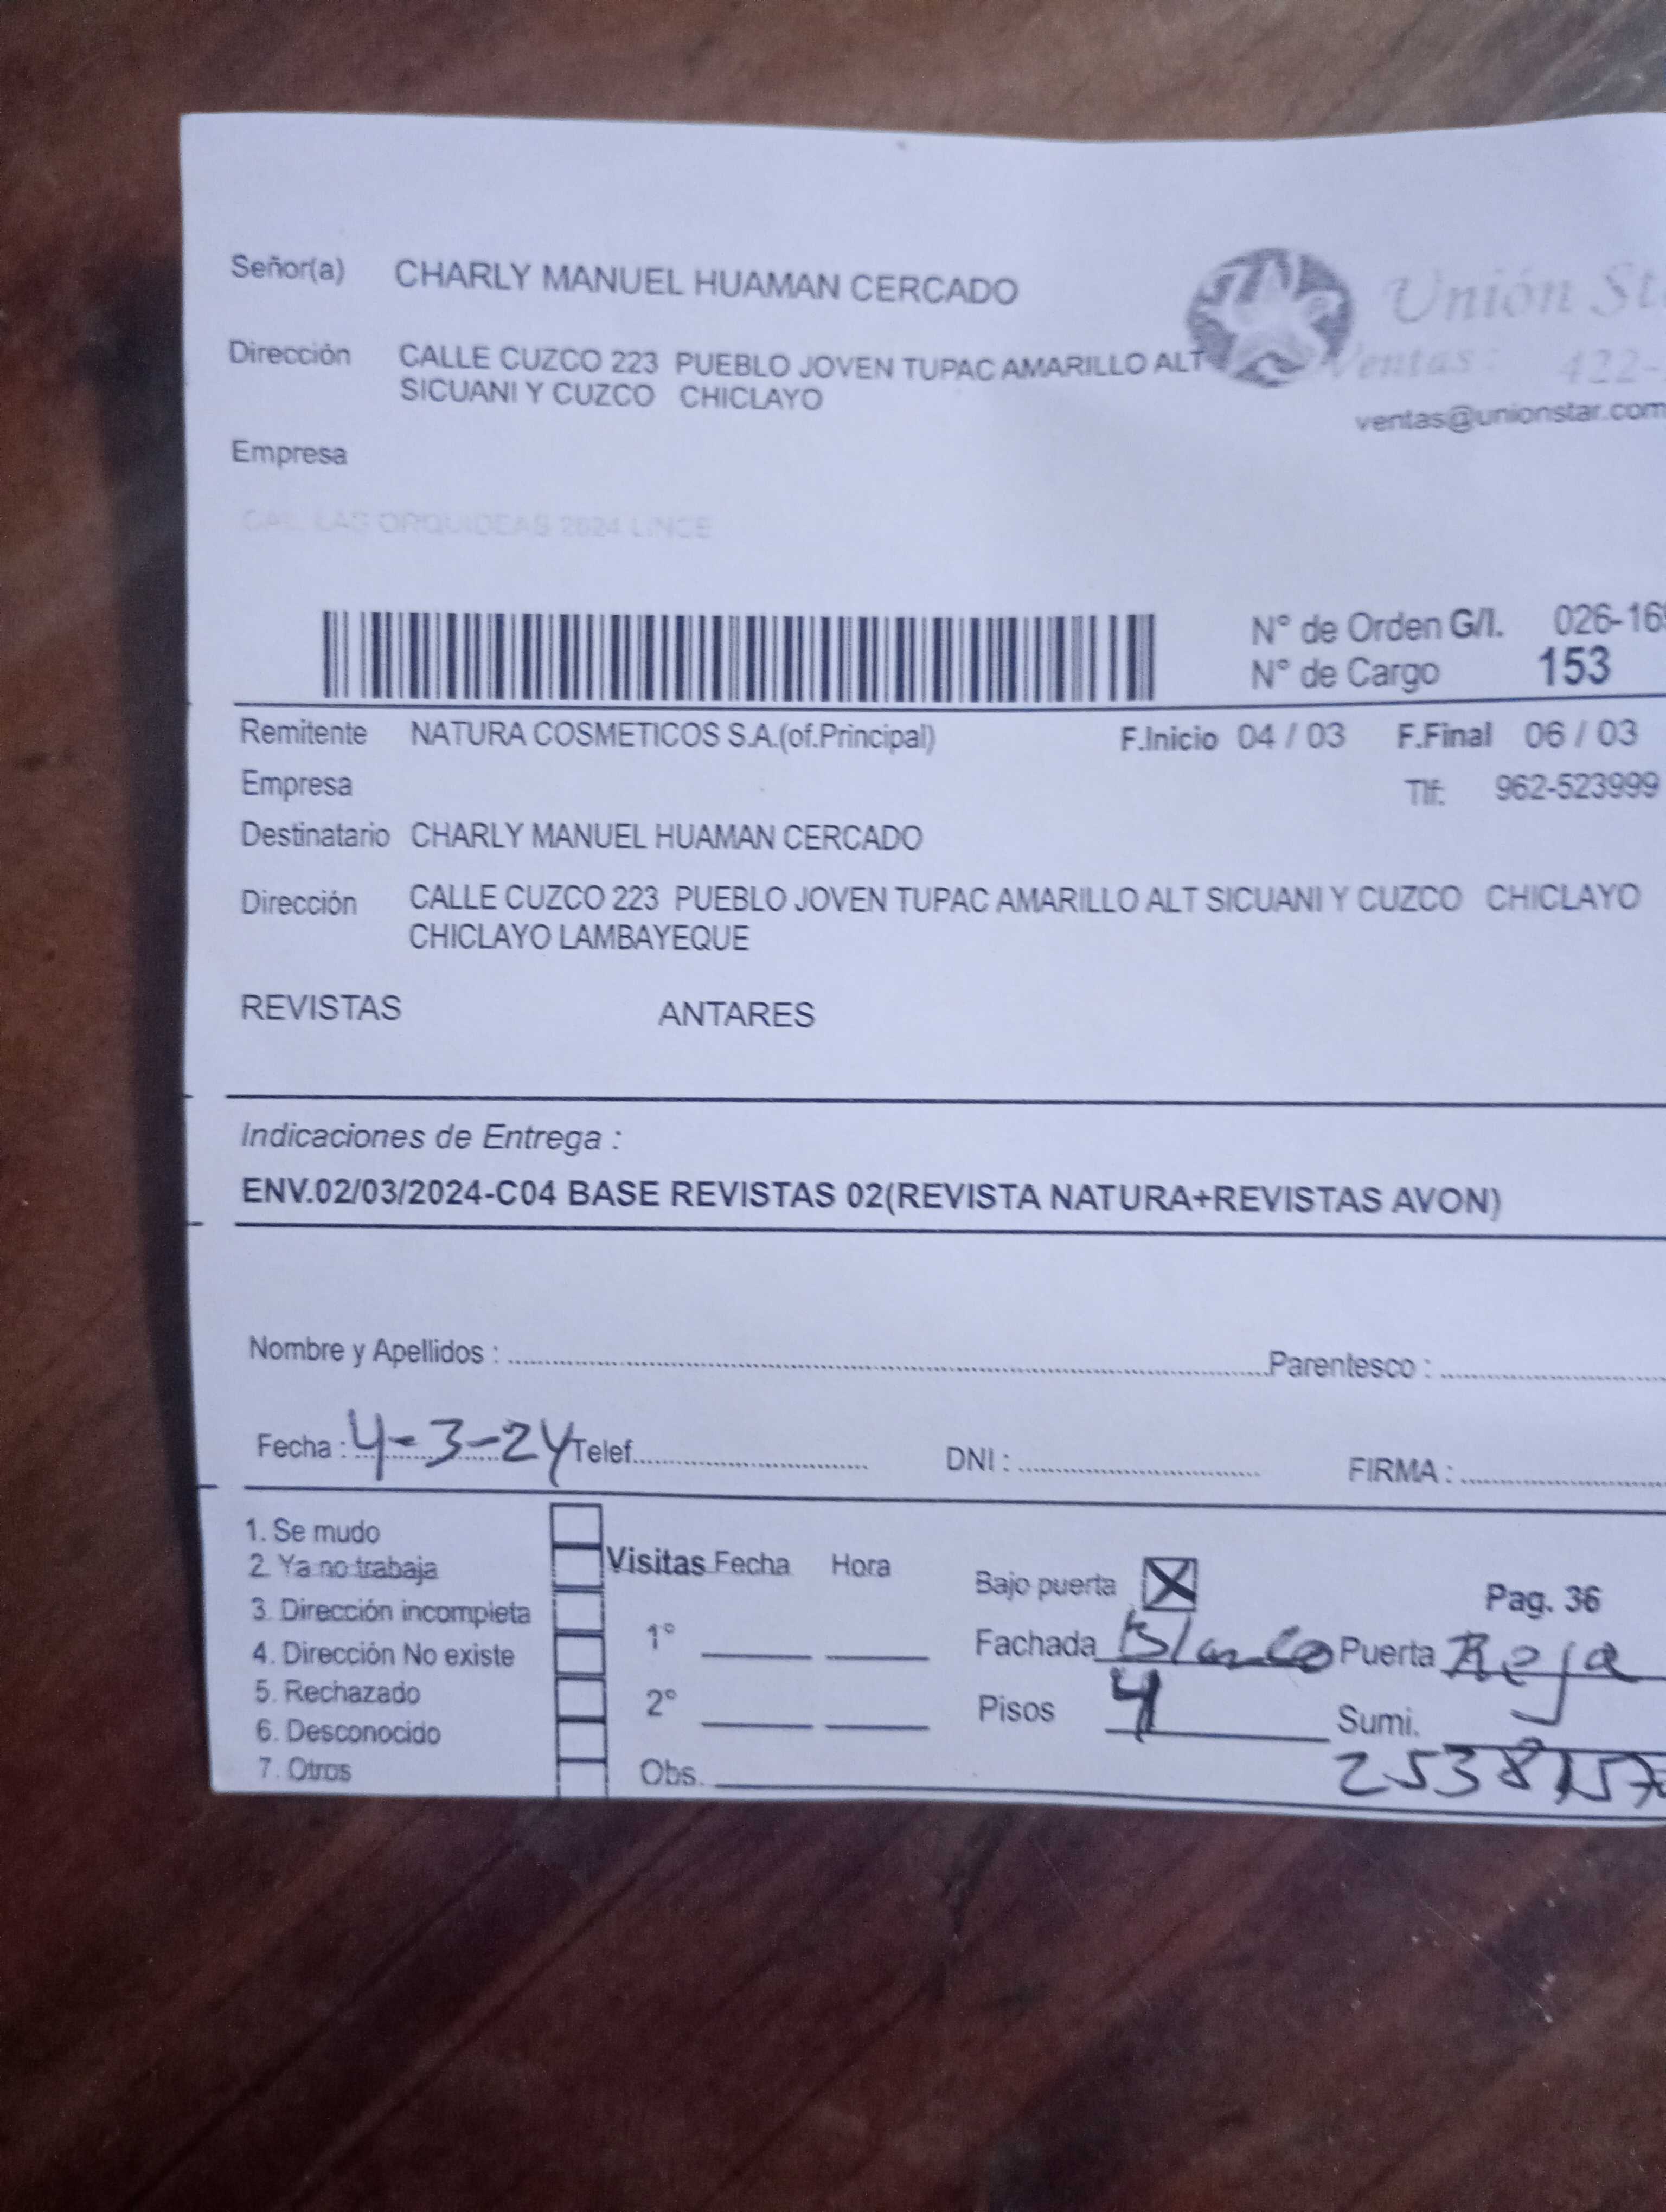 Señor(a) CHARLY MANUEL HUAMAN CERCADO
Unión
Dirección CALLE CUZCO 223 PUEBLO JOVEN TUPAC AMARILLO ALT
Ventas: 422-
SICUANI Y CUZCO CHICLAYO
ventas@unionstar.com
Empresa
CAL. LAS ORQUIDEAS 2024 LINCE
N° de Orden G/I. 026-16
N° de Cargo 153
Remitente NATURA COSMETICOS S.A.(of.Principal) F.Inicio 04 / 03 F.Final 06 / 03
Empresa Tlf: 962-523999
Destinatario CHARLY MANUEL HUAMAN CERCADO
Dirección CALLE CUZCO 223 PUEBLO JOVEN TUPAC AMARILLO ALT SICUANI Y CUZCO CHICLAYO
CHICLAYO LAMBAYEQUE
REVISTAS ANTARES
Indicaciones de Entrega :
ENV.02/03/2024-C04 BASE REVISTAS 02(REVISTA NATURA+REVISTAS AVON)
Nombre y Apellidos : Parentesco :
Fecha : 4-3-24 Telef. DNI : FIRMA :
1. Se mudo
2. Ya no trabaja
3. Dirección incompleta
4. Dirección No existe
5. Rechazado
6. Desconocido
7. Otros
Visitas Fecha Hora
1°
2°
Obs.
Bajo puerta X Pag. 36
Fachada Blanco Puerta Reja
Pisos 4 Sumi.